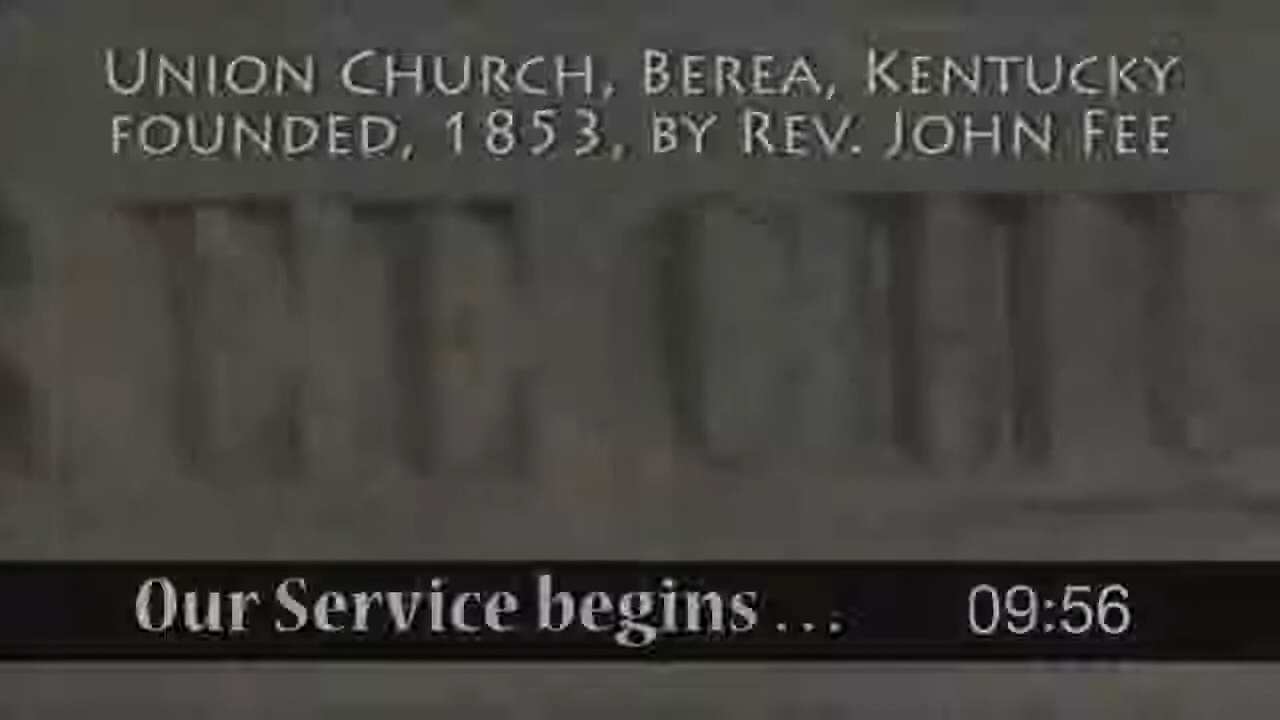 UNION CHURCH, BEREA, KENTUCKY
FOUNDED, 1853, BY REV. JOHN FEE
Our Service begins ... 09:56